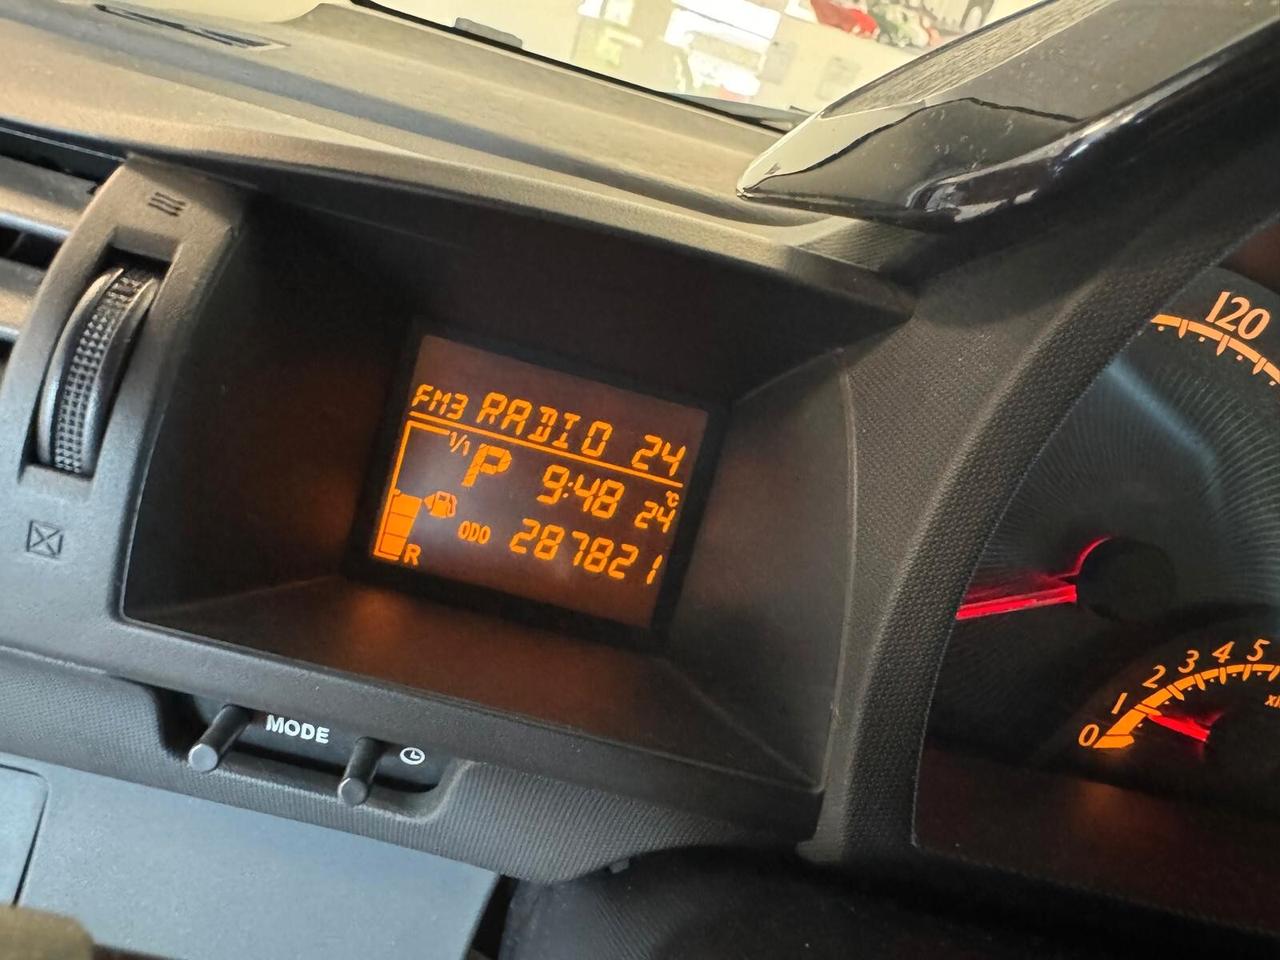 FM3 RADIO 24
1/1 P 9:48 24°C
ODO 287821
R
MODE
120
0 1 2 3 4 5